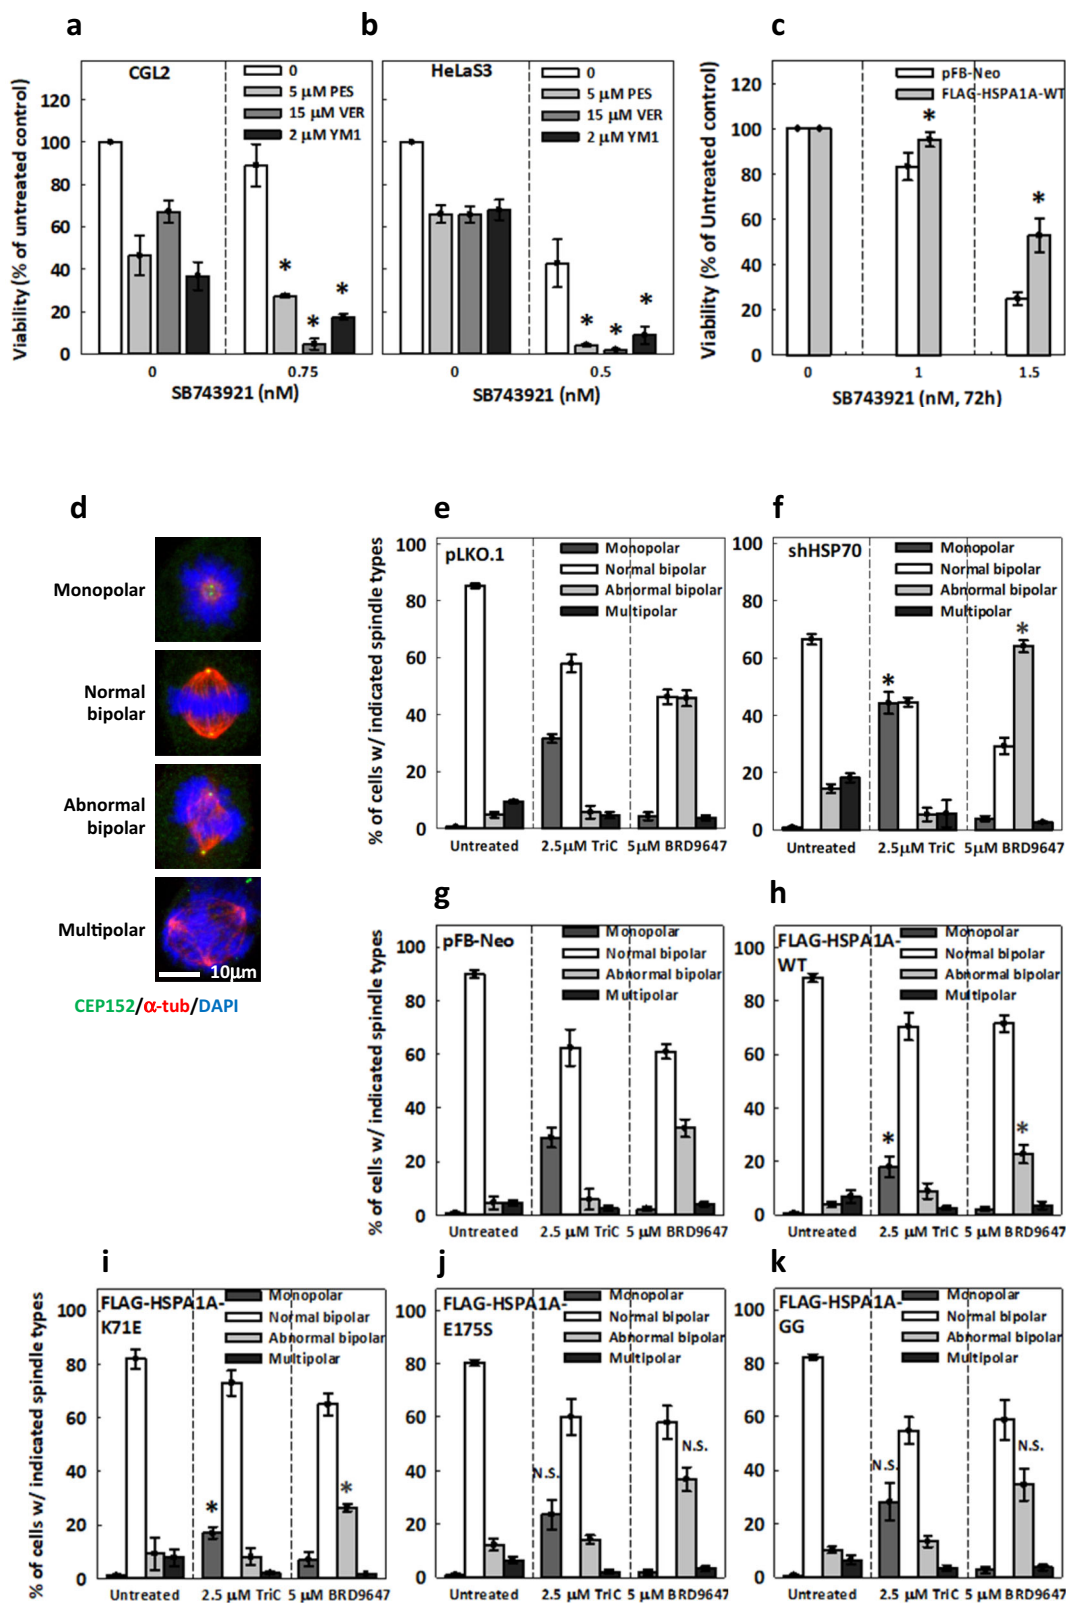 a
CGL2
0
5 μM PES
15 μM VER
2 μM YM1
Viability (% of untreated control)
120
100
80
60
40
20
0
* * *
0 0.75
SB743921 (nM)
b
HeLaS3
0
5 μM PES
15 μM VER
2 μM YM1
* * *
0 0.5
SB743921 (nM)
c
pFB-Neo
FLAG-HSPA1A-WT
Viability (% of Untreated control)
120
100
80
60
40
20
0
* *
0 1 1.5
SB743921 (nM, 72h)
d
Monopolar
Normal
bipolar
Abnormal
bipolar
Multipolar
10μm
CEP152/α-tub/DAPI
e
pLKO.1
Monopolar
Normal bipolar
Abnormal bipolar
Multipolar
% of cells w/ indicated spindle types
100
80
60
40
20
0
Untreated 2.5μM TriC 5 μM BRD9647
f
shHSP70
Monopolar
Normal bipolar
Abnormal bipolar
Multipolar
100
80
60
40
20
0
* *
Untreated 2.5μM TriC 5μM BRD9647
g
pFB-Neo
Monopolar
Normal bipolar
Abnormal bipolar
Multipolar
% of cells w/ indicated spindle types
100
80
60
40
20
0
Untreated 2.5 μM TriC 5 μM BRD9647
h
FLAG-HSPA1A-
WT
Monopolar
Normal bipolar
Abnormal bipolar
Multipolar
100
80
60
40
20
0
* *
Untreated 2.5 μM TriC 5 μM BRD9647
i
FLAG-HSPA1A-
K71E
Monopolar
Normal bipolar
Abnormal bipolar
Multipolar
% of cells w/ indicated spindle types
100
80
60
40
20
0
* *
Untreated 2.5 μM TriC 5 μM BRD9647
j
FLAG-HSPA1A-
E175S
Monopolar
Normal bipolar
Abnormal bipolar
Multipolar
100
80
60
40
20
0
N.S. N.S.
Untreated 2.5 μM TriC 5 μM BRD9647
k
FLAG-HSPA1A-
GG
Monopolar
Normal bipolar
Abnormal bipolar
Multipolar
100
80
60
40
20
0
N.S. N.S.
Untreated 2.5 μM TriC 5 μM BRD9647